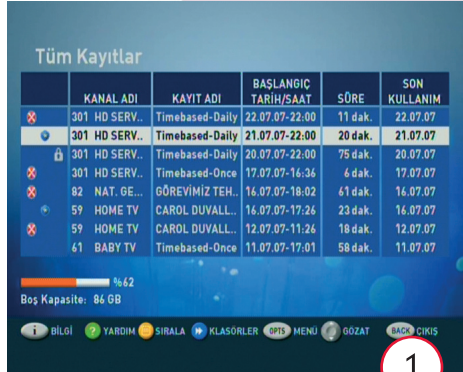 Tüm Kayıtlar
KANAL ADI KAYIT ADI BAŞLANGIÇ TARİH/SAAT SÜRE SON KULLANIM
301 HD SERV.. Timebased-Daily 22.07.07-22:00 11 dak. 22.07.07
301 HD SERV.. Timebased-Daily 21.07.07-22:00 20 dak. 21.07.07
301 HD SERV.. Timebased-Daily 20.07.07-22:00 75 dak. 20.07.07
301 HD SERV.. Timebased-Once 17.07.07-16:36 6 dak. 17.07.07
82 NAT. GE... GÖREVİMİZ TEH.. 16.07.07-18:02 61 dak. 16.07.07
59 HOME TV CAROL DUVALL.. 16.07.07-17:26 23 dak. 16.07.07
59 HOME TV CAROL DUVALL.. 12.07.07-11:26 18 dak. 12.07.07
61 BABY TV Timebased-Once 11.07.07-17:01 58 dak. 11.07.07
%62
Boş Kapasite: 86 GB
i BİLGİ ? YARDIM SIRALA KLASÖRLER OPTS MENÜ GÖZAT BACK ÇIKIŞ
1